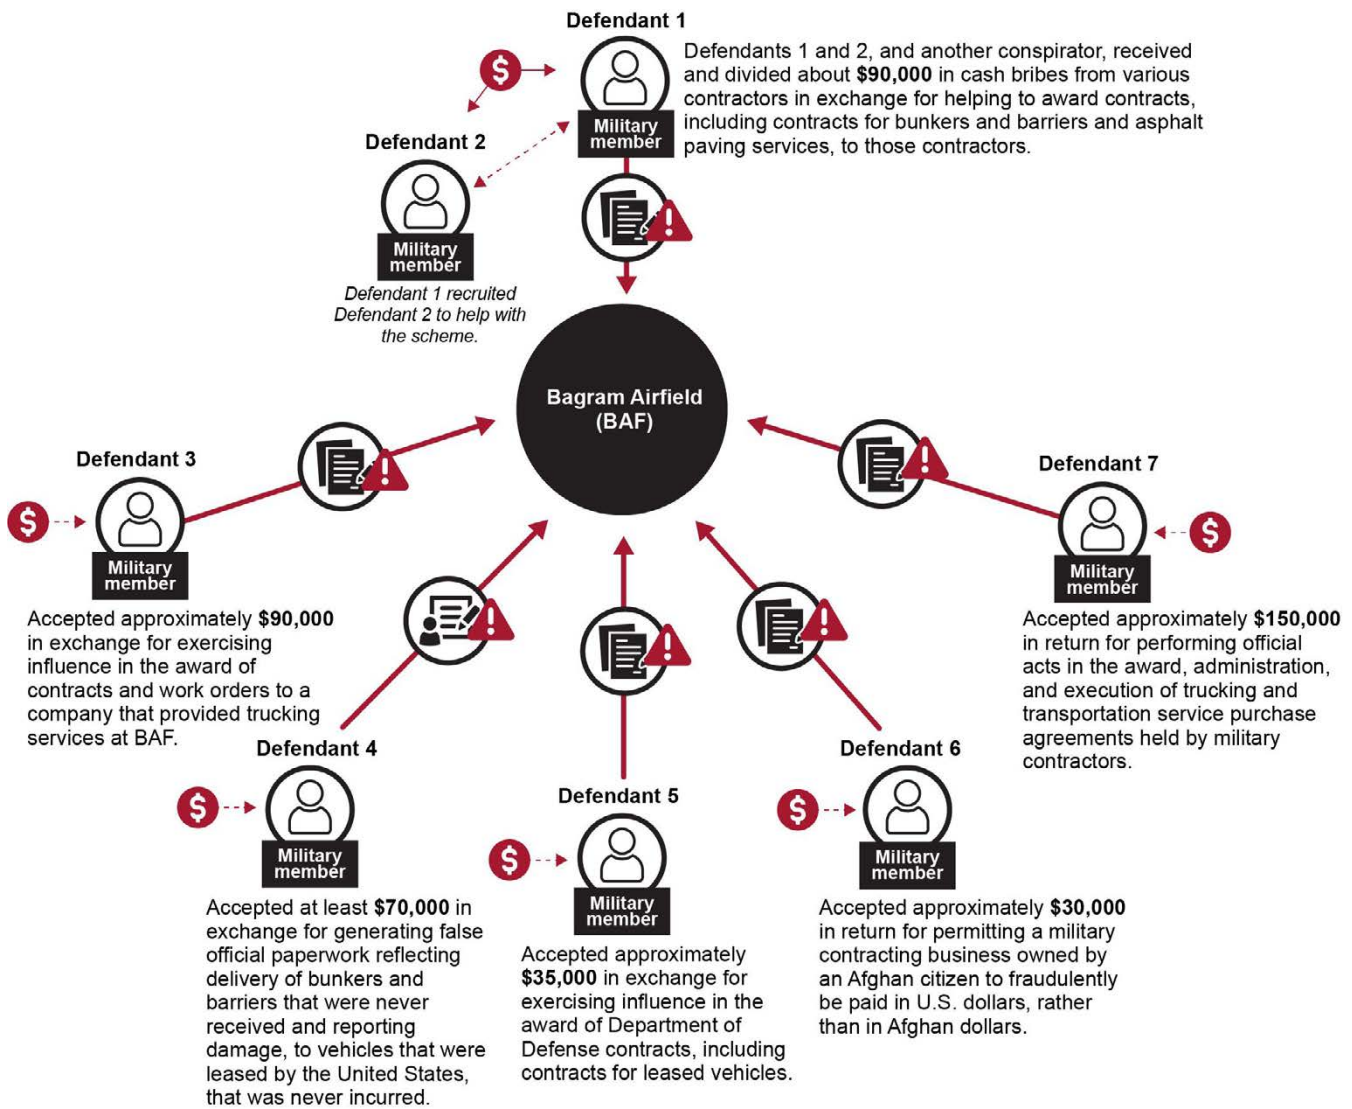 Defendant 1
Defendants 1 and 2, and another conspirator, received
and divided about $90,000 in cash bribes from various
contractors in exchange for helping to award contracts,
including contracts for bunkers and barriers and asphalt
paving services, to those contractors.
$
Military
member
Defendant 2
Military
member
Defendant 1 recruited
Defendant 2 to help with
the scheme.
!
Bagram Airfield
(BAF)
Defendant 3
$
Military
member
!
Accepted approximately $90,000
in exchange for exercising
influence in the award of
contracts and work orders to a
company that provided trucking
services at BAF.
Defendant 4
$
Military
member
!
Accepted at least $70,000 in
exchange for generating false
official paperwork reflecting
delivery of bunkers and
barriers that were never
received and reporting
damage, to vehicles that were
leased by the United States,
that was never incurred.
Defendant 5
$
Military
member
!
Accepted approximately
$35,000 in exchange for
exercising influence in the
award of Department of
Defense contracts, including
contracts for leased vehicles.
Defendant 6
$
Military
member
!
Accepted approximately $30,000
in return for permitting a military
contracting business owned by
an Afghan citizen to fraudulently
be paid in U.S. dollars, rather
than in Afghan dollars.
Defendant 7
$
Military
member
!
Accepted approximately $150,000
in return for performing official
acts in the award, administration,
and execution of trucking and
transportation service purchase
agreements held by military
contractors.